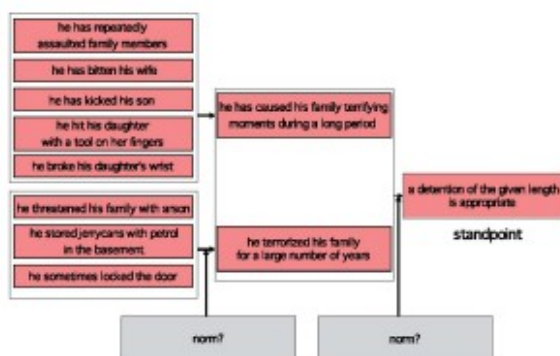 he has repeatedly
assaulted family members
he has bitten his wife
he has kicked his son
he hit his daughter
with a tool on her fingers
he broke his daughter's wrist
he threatened his family with arson
he stored jerrycans with petrol
in the basement
he sometimes locked the door
he has caused his family terrifying
moments during a long period
he terrorized his family
for a large number of years
a detention of the given length
is appropriate
standpoint
norm?
norm?